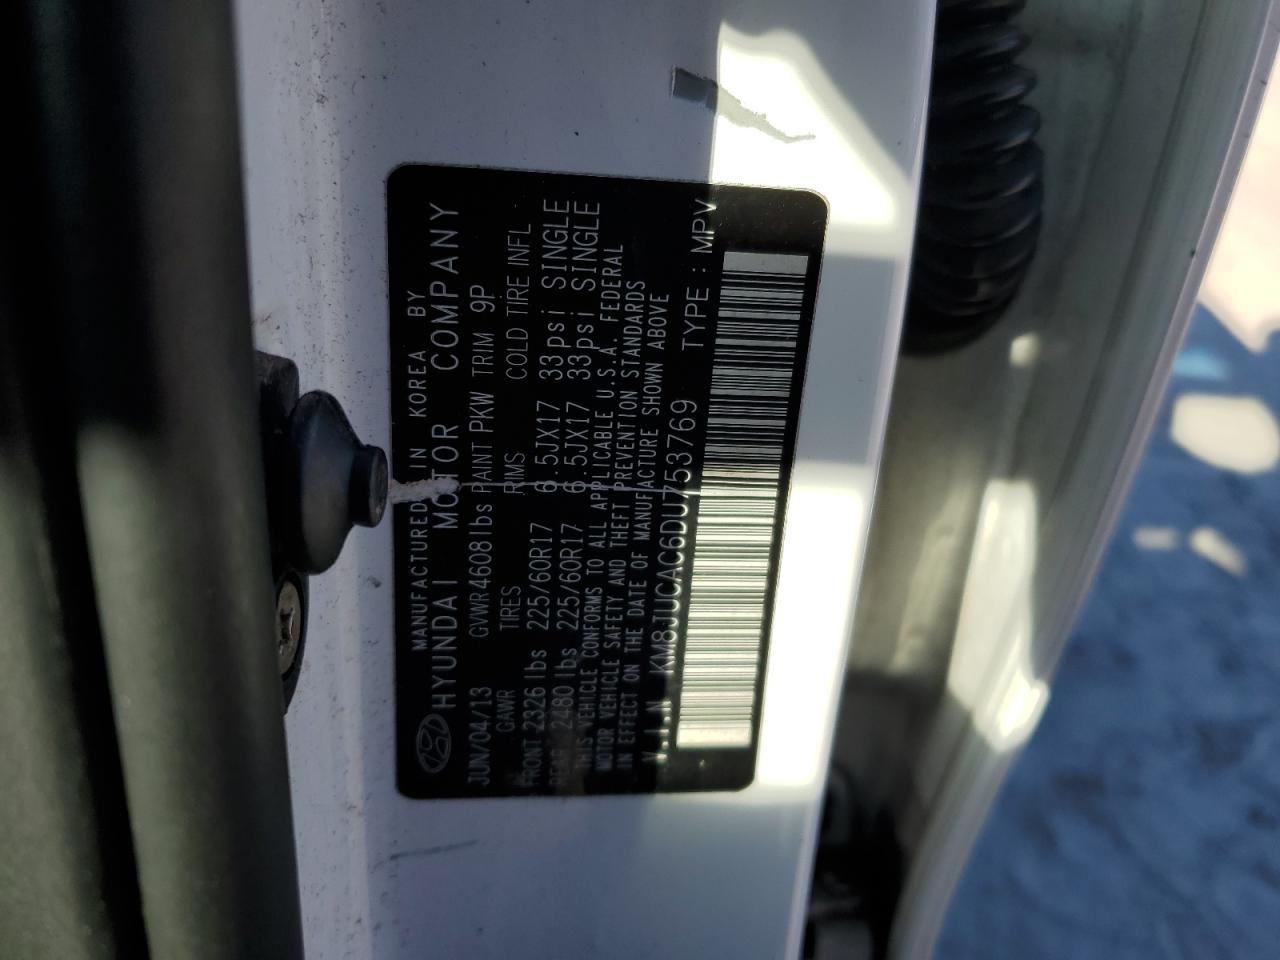 MANUFACTURED IN KOREA BY
HYUNDAI MOTOR COMPANY
JUN/04/13 GVWR 4608 lbs PAINT PKW TRIM 9P
GAWR TIRES RIMS COLD TIRE INFL
FRONT 2326 lbs 225/60R17 6.5JX17 33psi SINGLE
REAR 2480 lbs 225/60R17 6.5JX17 33psi SINGLE
THIS VEHICLE CONFORMS TO ALL APPLICABLE U.S.A. FEDERAL
MOTOR VEHICLE SAFETY AND THEFT PREVENTION STANDARDS
IN EFFECT ON THE DATE OF MANUFACTURE SHOWN ABOVE
V.I.N KM8JUCAC6DU753769 TYPE : MPV